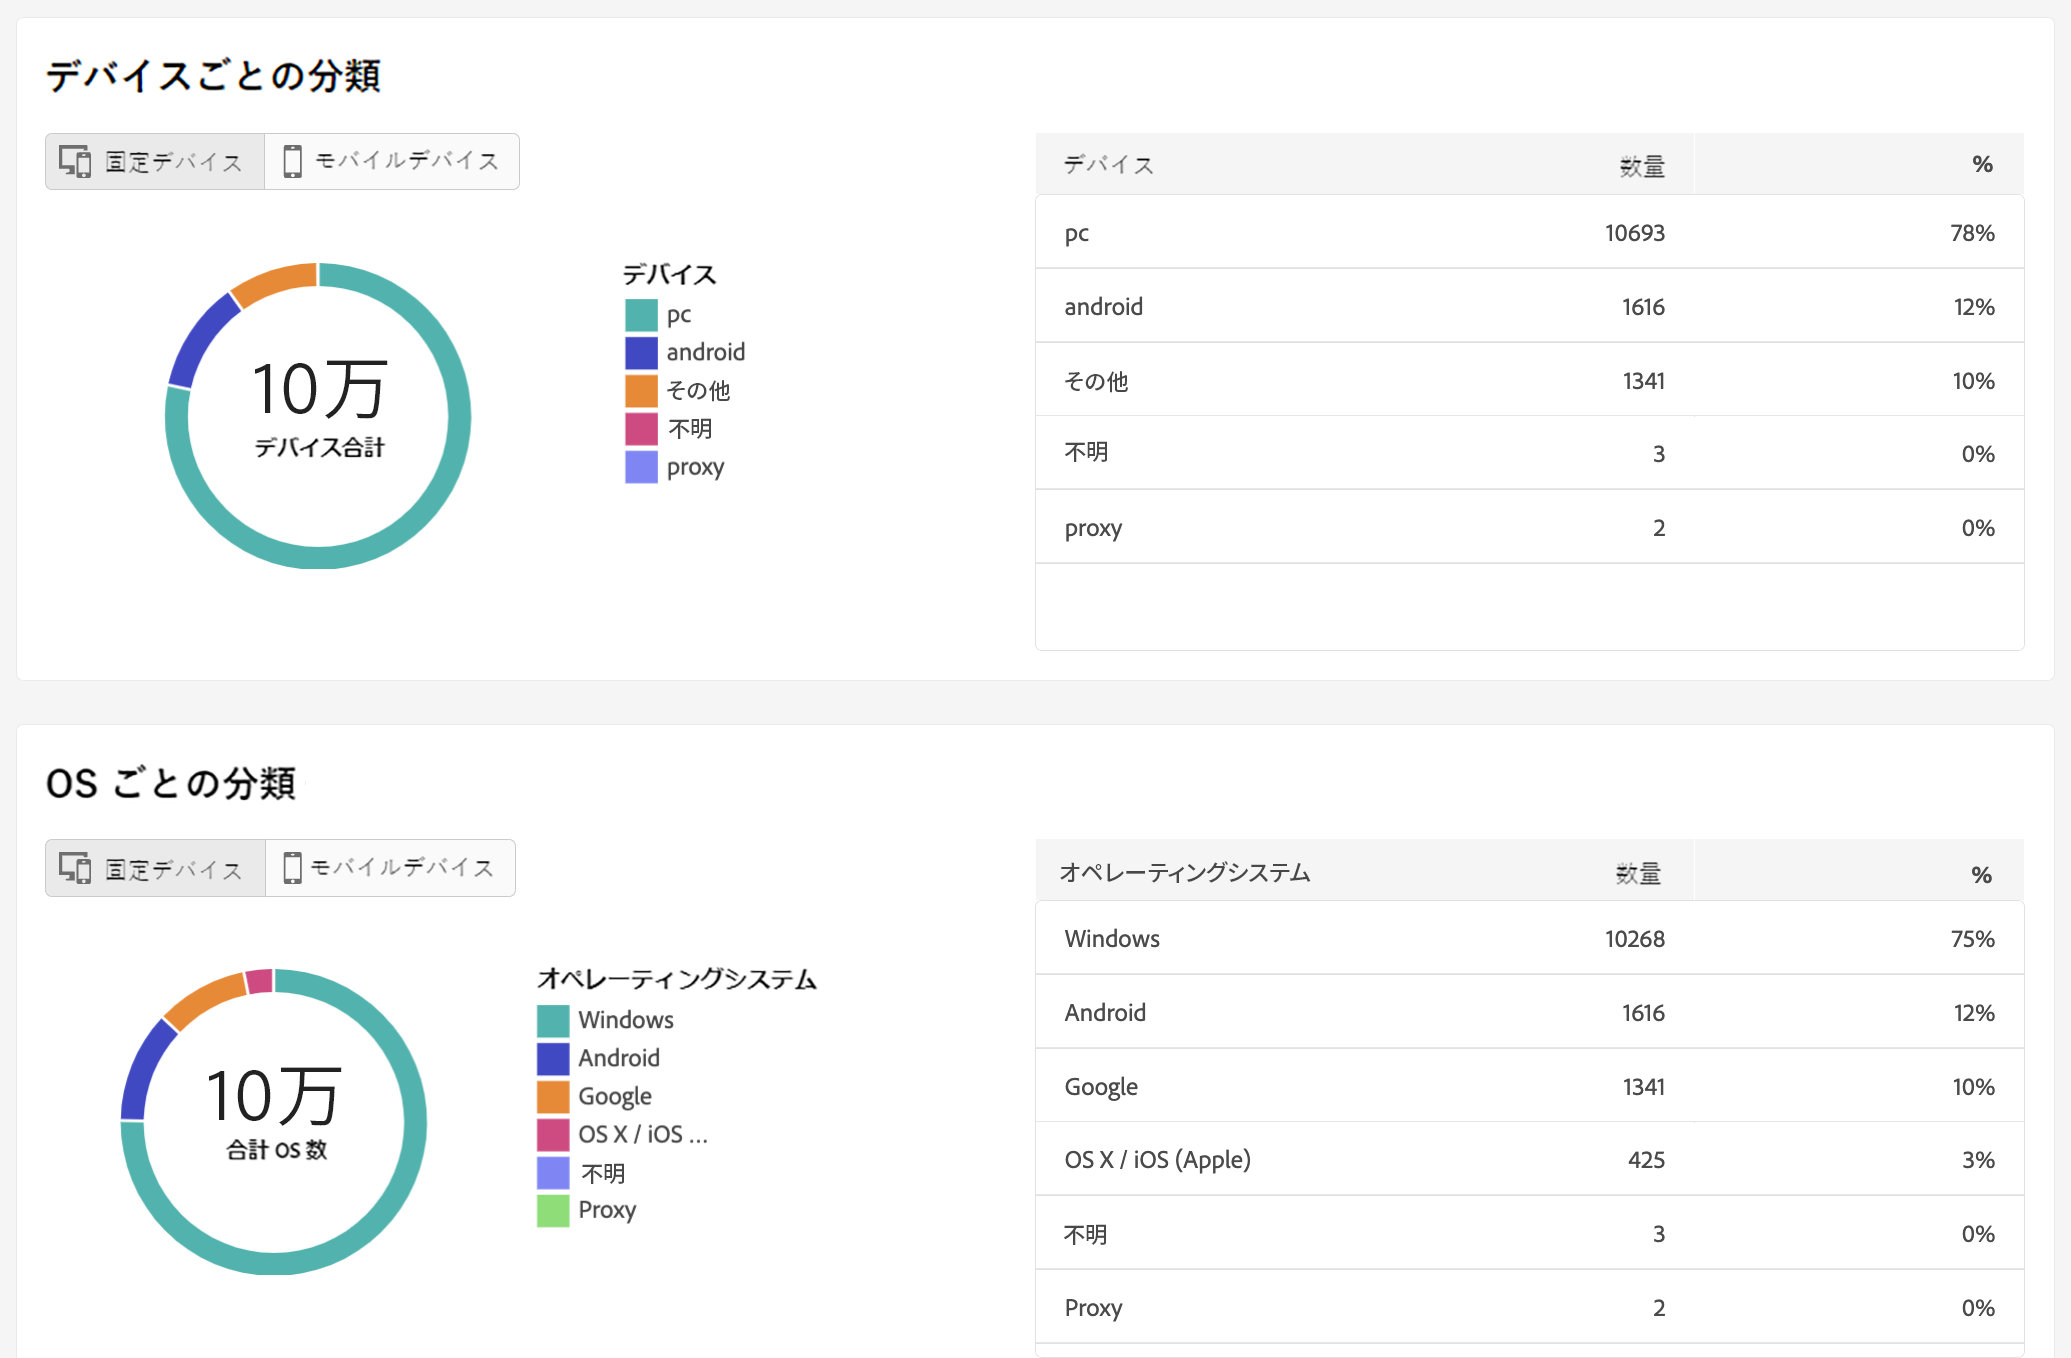 デバイスごとの分類
固定デバイス モバイルデバイス
10万
デバイス合計
デバイス
pc
android
その他
不明
proxy
デバイス 数量 %
pc 10693 78%
android 1616 12%
その他 1341 10%
不明 3 0%
proxy 2 0%
OS ごとの分類
固定デバイス モバイルデバイス
10万
合計 OS 数
オペレーティングシステム
Windows
Android
Google
OS X / iOS ...
不明
Proxy
オペレーティングシステム 数量 %
Windows 10268 75%
Android 1616 12%
Google 1341 10%
OS X / iOS (Apple) 425 3%
不明 3 0%
Proxy 2 0%